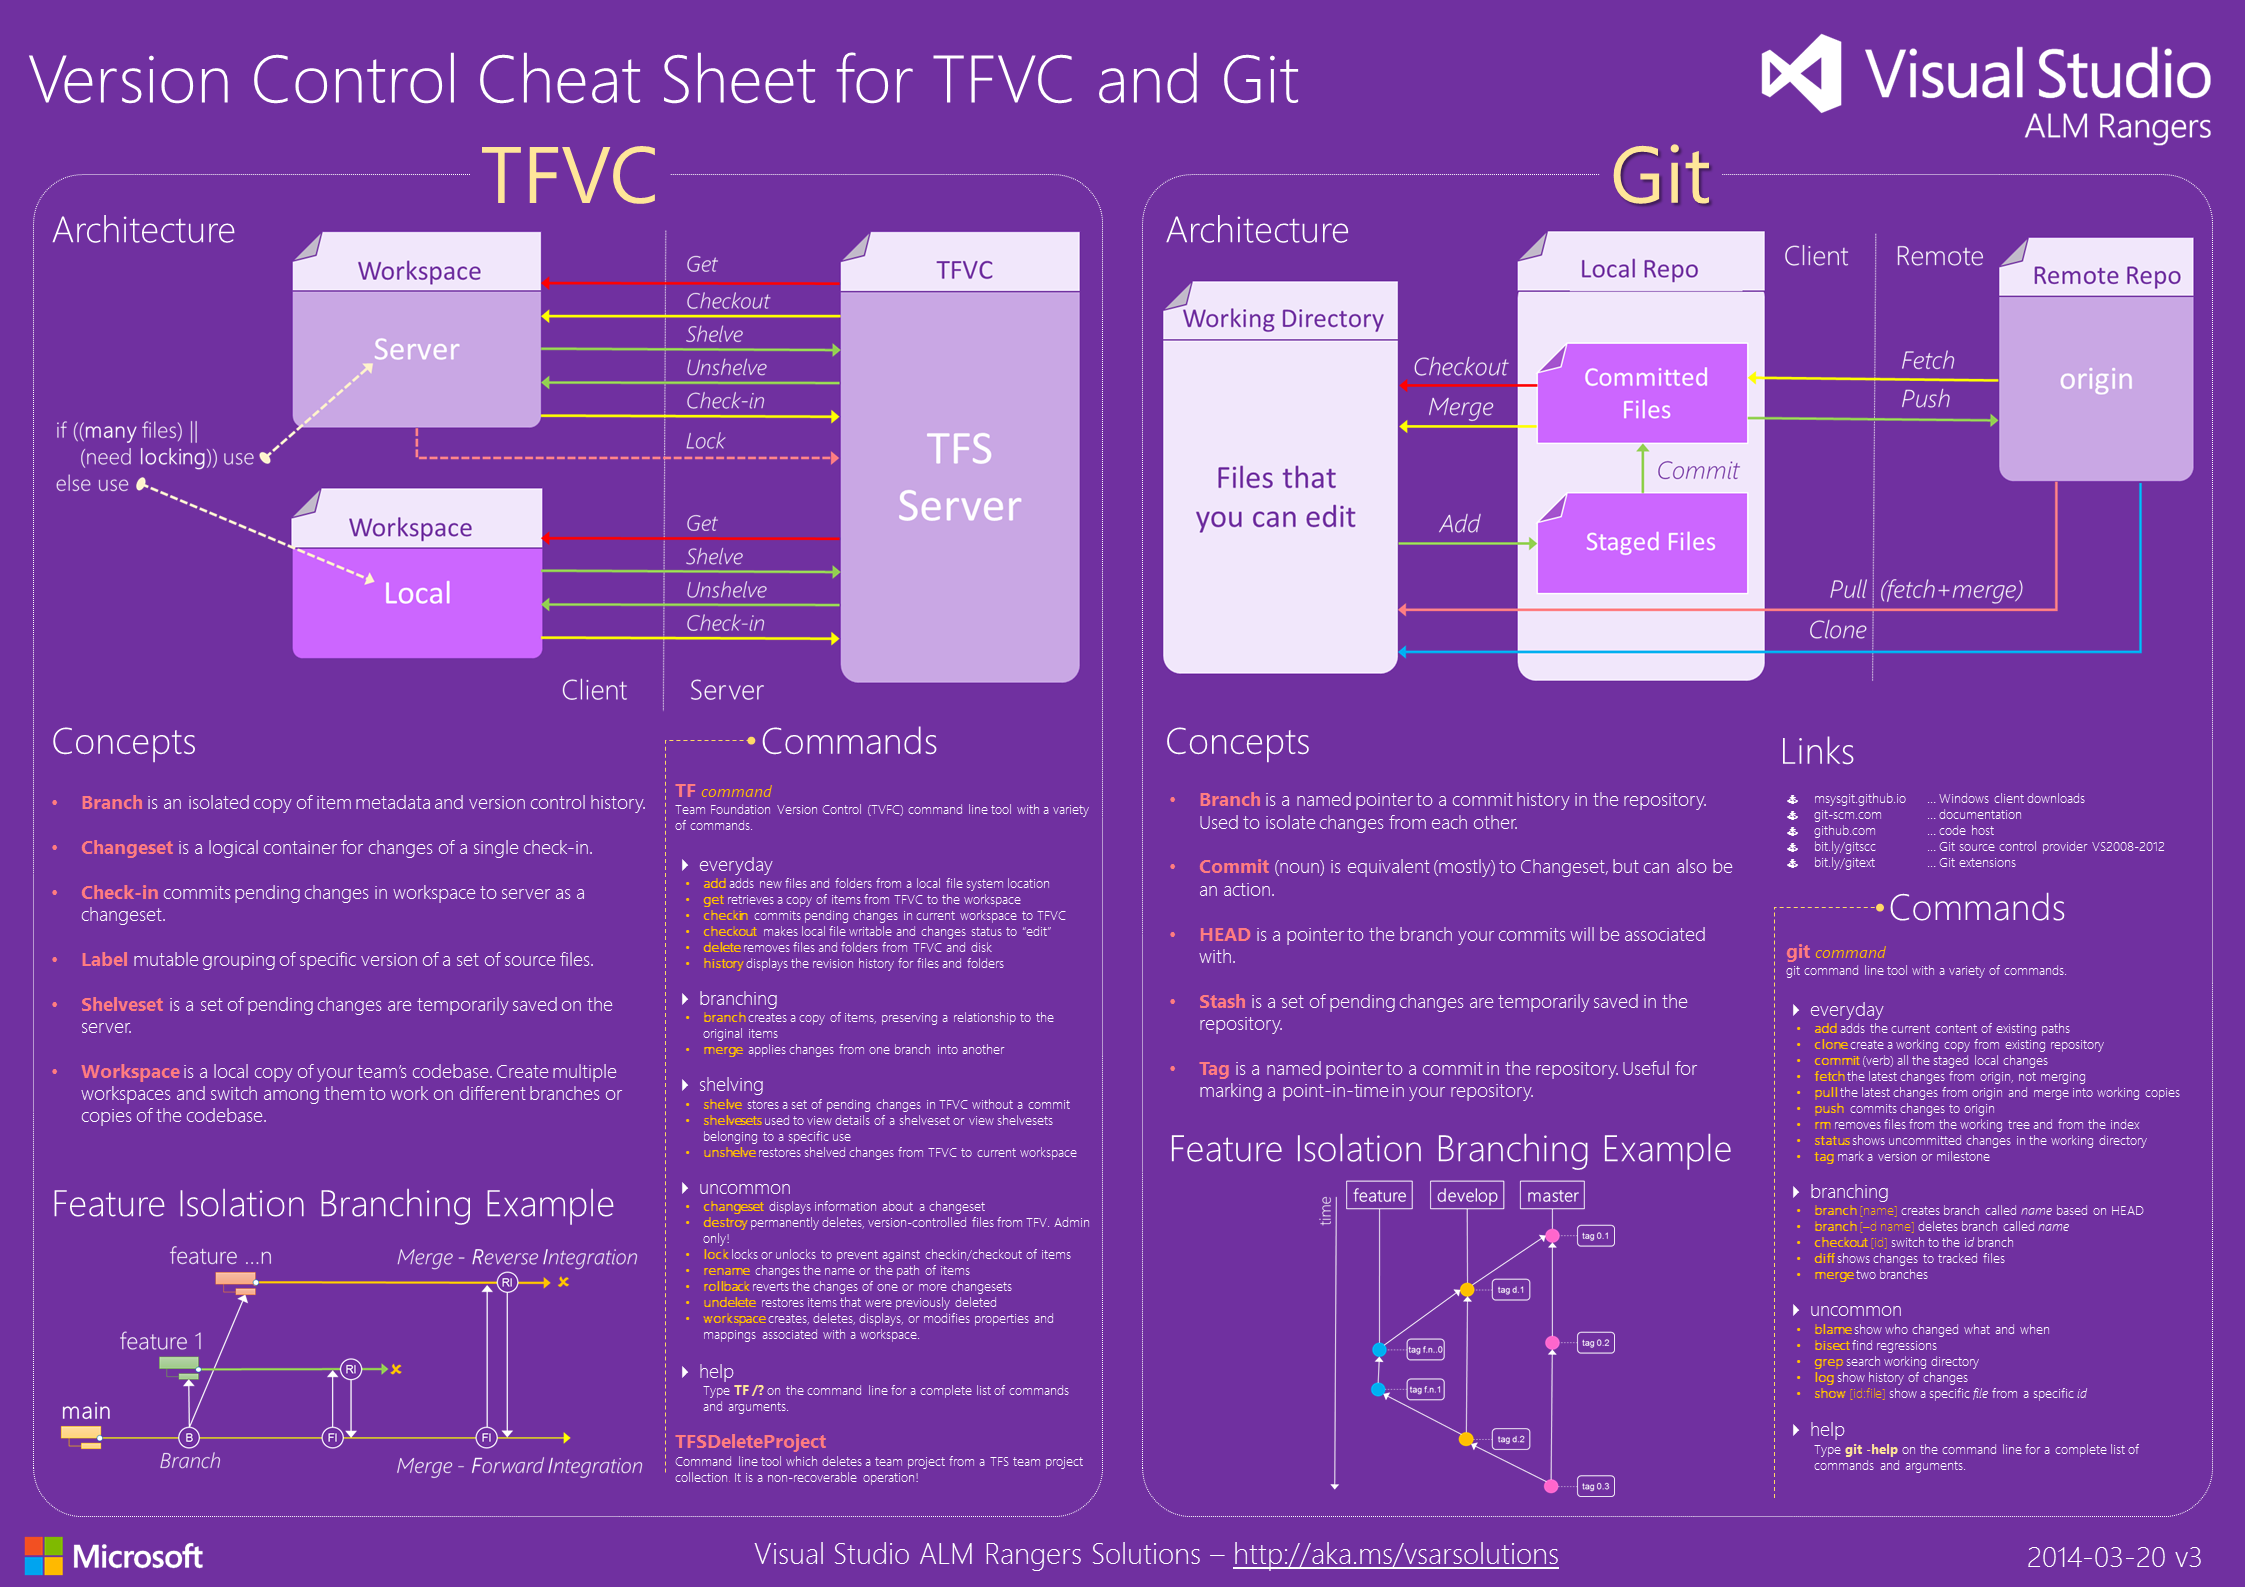 Version Control Cheat Sheet for TFVC and Git
Visual Studio
ALM Rangers
TFVC
Architecture
Workspace
Server
if ((many files) ||
(need locking)) use
else use
Workspace
Local
Get
Checkout
Shelve
Unshelve
Check-in
Lock
Get
Shelve
Unshelve
Check-in
Client
Server
TFVC
TFS
Server
Concepts
• Branch is an isolated copy of item metadata and version control history.
• Changeset is a logical container for changes of a single check-in.
• Check-in commits pending changes in workspace to server as a
changeset.
• Label mutable grouping of specific version of a set of source files.
• Shelveset is a set of pending changes are temporarily saved on the
server.
• Workspace is a local copy of your team's codebase. Create multiple
workspaces and switch among them to work on different branches or
copies of the codebase.
Feature Isolation Branching Example
feature ...n
Merge - Reverse Integration
RI
feature 1
RI
main
B
FI
FI
Branch
Merge - Forward Integration
Commands
TF command
Team Foundation Version Control (TVFC) command line tool with a variety
of commands.
everyday
• add adds new files and folders from a local file system location
• get retrieves a copy of items from TFVC to the workspace
• checkin commits pending changes in current workspace to TFVC
• checkout makes local file writable and changes status to "edit"
• delete removes files and folders from TFVC and disk
• history displays the revision history for files and folders
branching
• branch creates a copy of items, preserving a relationship to the
original items
• merge applies changes from one branch into another
shelving
• shelve stores a set of pending changes in TFVC without a commit
• shelvesets used to view details of a shelveset or view shelvesets
belonging to a specific use
• unshelve restores shelved changes from TFVC to current workspace
uncommon
• changeset displays information about a changeset
• destroy permanently deletes, version-controlled files from TFV. Admin
only!
• lock locks or unlocks to prevent against checkin/checkout of items
• rename changes the name or the path of items
• rollback reverts the changes of one or more changesets
• undelete restores items that were previously deleted
• workspace creates, deletes, displays, or modifies properties and
mappings associated with a workspace.
help
Type TF /? on the command line for a complete list of commands
and arguments.
TFSDeleteProject
Command line tool which deletes a team project from a TFS team project
collection. It is a non-recoverable operation!
Git
Architecture
Working Directory
Files that
you can edit
Local Repo
Committed
Files
Commit
Staged Files
Checkout
Merge
Add
Client
Remote
Remote Repo
origin
Fetch
Push
Pull (fetch+merge)
Clone
Concepts
• Branch is a named pointer to a commit history in the repository.
Used to isolate changes from each other.
• Commit (noun) is equivalent (mostly) to Changeset, but can also be
an action.
• HEAD is a pointer to the branch your commits will be associated
with.
• Stash is a set of pending changes are temporarily saved in the
repository.
• Tag is a named pointer to a commit in the repository. Useful for
marking a point-in-time in your repository.
Feature Isolation Branching Example
time
feature
develop
master
tag 0.1
tag d.1
tag 0.2
tag f.n..0
tag f.n.1
tag d.2
tag 0.3
Links
msysgit.github.io ... Windows client downloads
git-scm.com ... documentation
github.com ... code host
bit.ly/gitscc ... Git source control provider VS2008-2012
bit.ly/gitext ... Git extensions
Commands
git command
git command line tool with a variety of commands.
everyday
• add adds the current content of existing paths
• clone create a working copy from existing repository
• commit (verb) all the staged local changes
• fetch the latest changes from origin, not merging
• pull the latest changes from origin and merge into working copies
• push commits changes to origin
• rm removes files from the working tree and from the index
• status shows uncommitted changes in the working directory
• tag mark a version or milestone
branching
• branch [name] creates branch called name based on HEAD
• branch [–d name] deletes branch called name
• checkout [id] switch to the id branch
• diff shows changes to tracked files
• merge two branches
uncommon
• blame show who changed what and when
• bisect find regressions
• grep search working directory
• log show history of changes
• show [id:file] show a specific file from a specific id
help
Type git -help on the command line for a complete list of
commands and arguments.
Microsoft
Visual Studio ALM Rangers Solutions – http://aka.ms/vsarsolutions
2014-03-20 v3